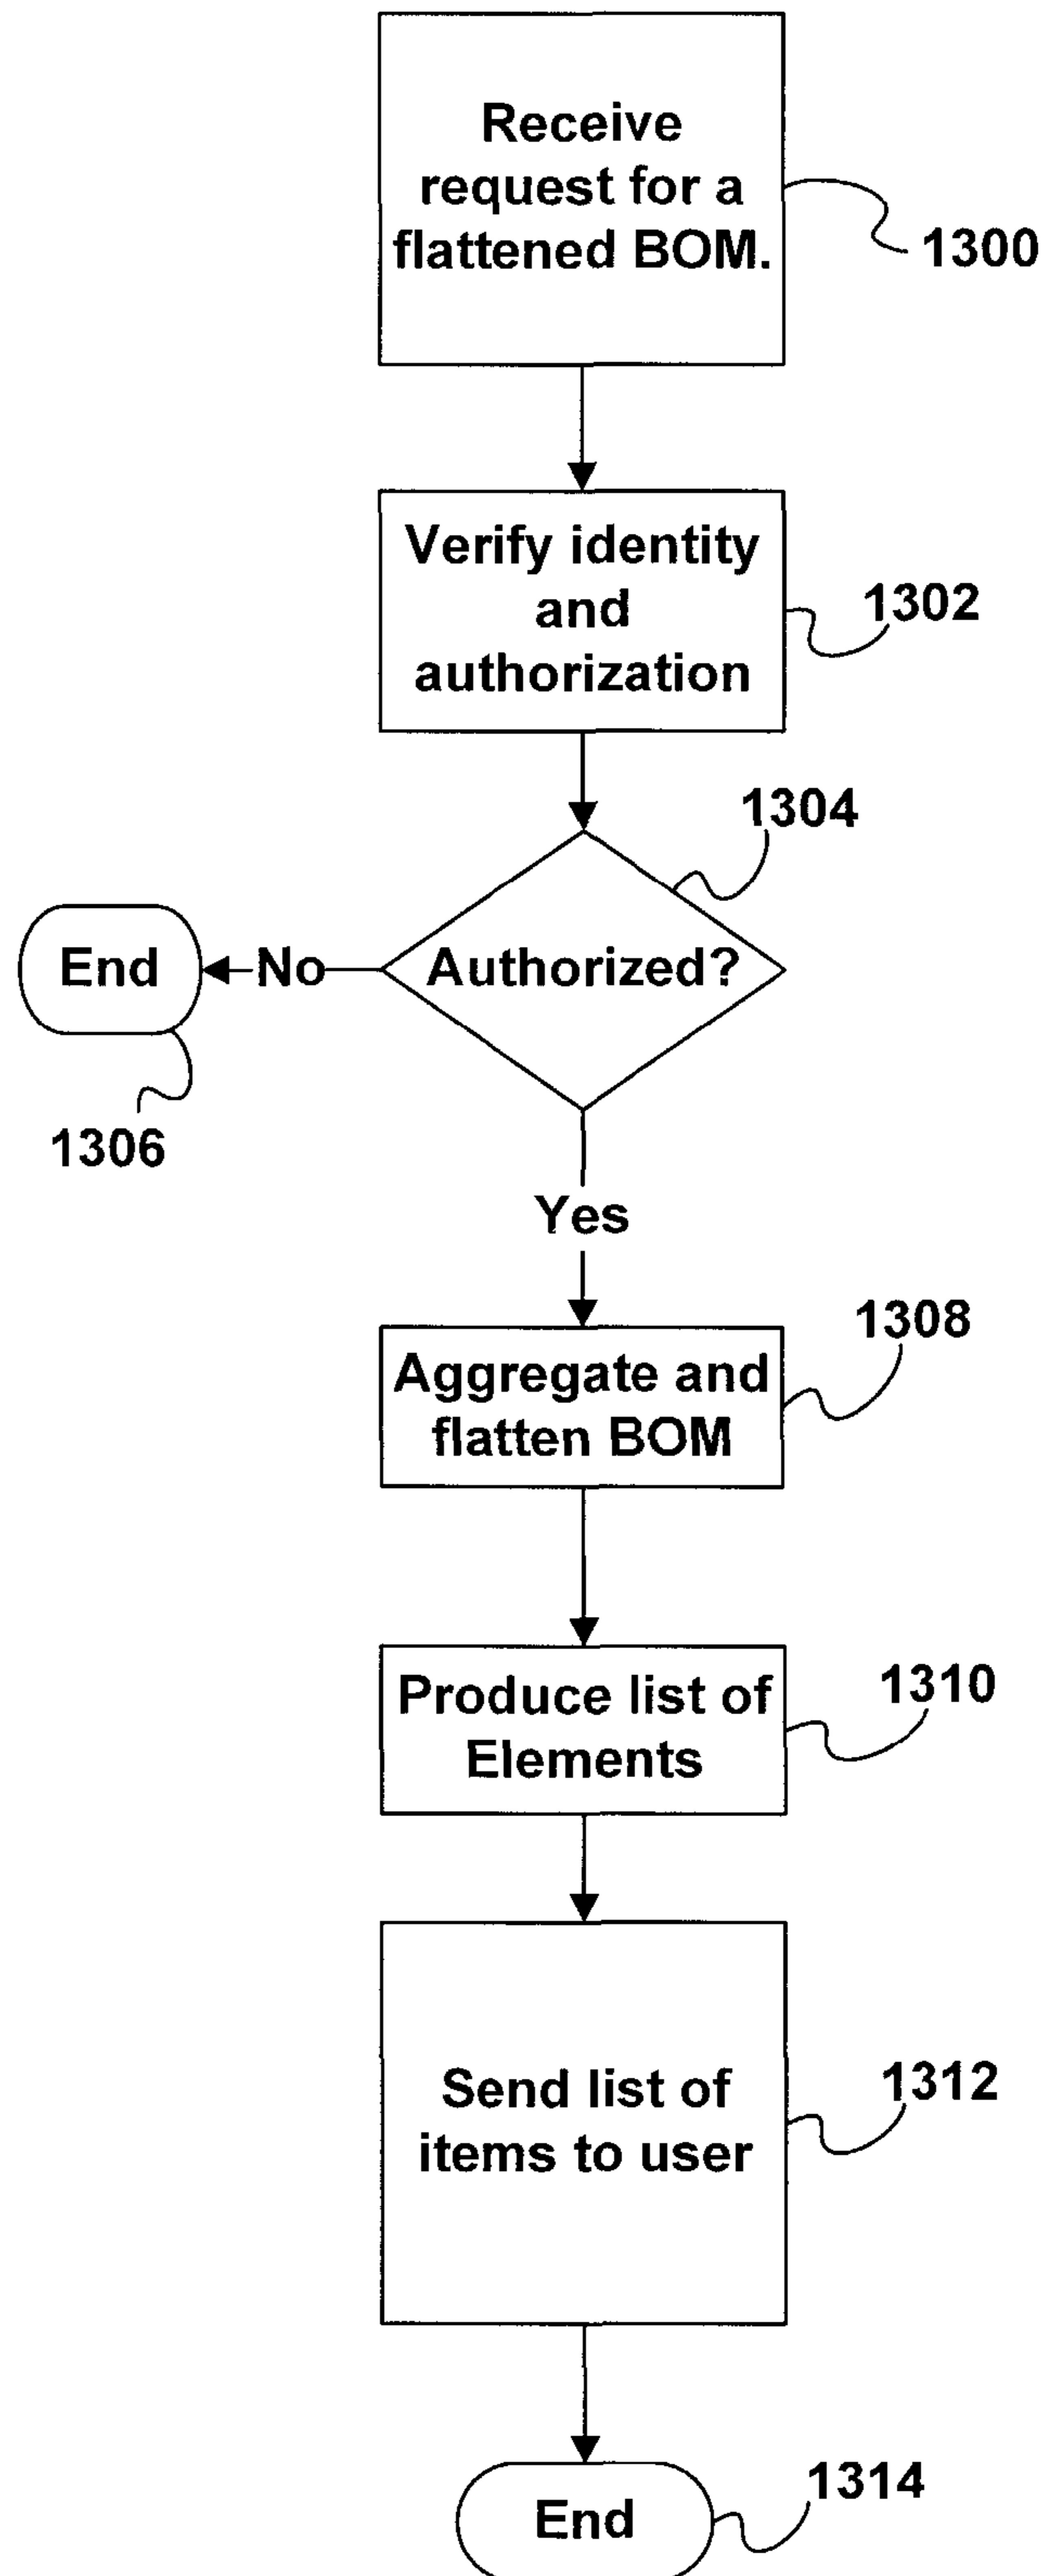 Receive
request for a
flattened BOM.
1300
Verify identity
and
authorization
1302
1304
Authorized?
No
End
1306
Yes
1308
Aggregate and
flatten BOM
1310
Produce list of
Elements
1312
Send list of
items to user
1314
End